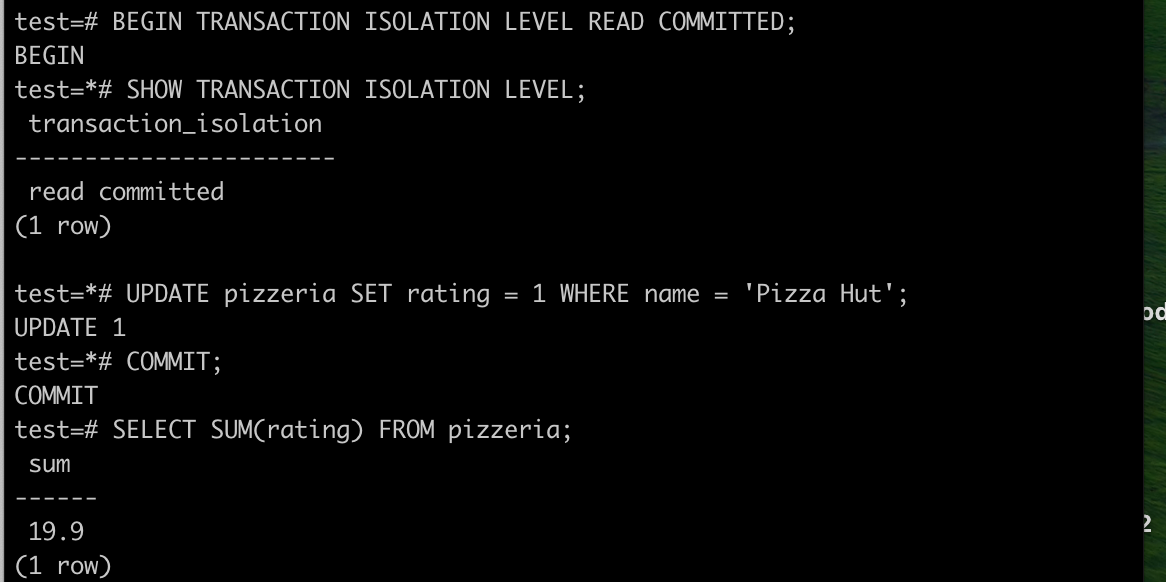 test=# BEGIN TRANSACTION ISOLATION LEVEL READ COMMITTED;
BEGIN
test=*# SHOW TRANSACTION ISOLATION LEVEL;
 transaction_isolation
-----------------------
 read committed
(1 row)

test=*# UPDATE pizzeria SET rating = 1 WHERE name = 'Pizza Hut';
UPDATE 1
test=*# COMMIT;
COMMIT
test=# SELECT SUM(rating) FROM pizzeria;
 sum
------
 19.9
(1 row)